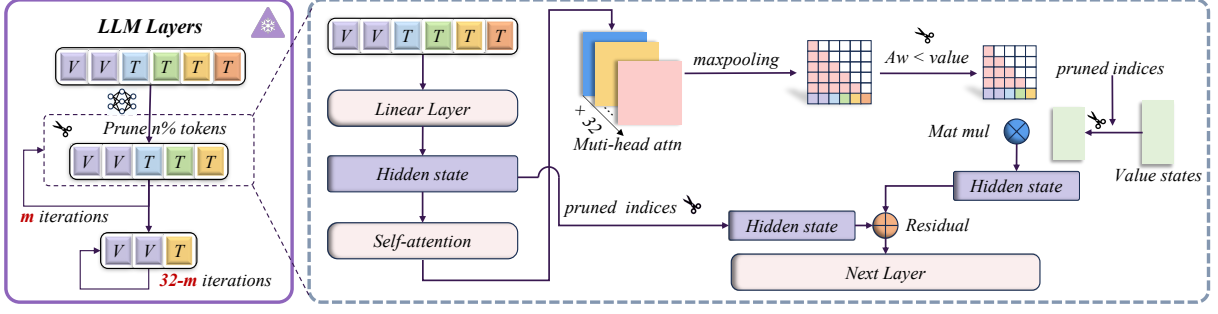 LLM Layers
V V T T T T
Prune n% tokens
V V T T T
m iterations
V V T
32-m iterations
V V T T T T
Linear Layer
Hidden state
Self-attention
× 32
...
Muti-head attn
maxpooling
Aw < value
pruned indices
Mat mul
Value states
Hidden state
pruned indices
Hidden state
Residual
Next Layer